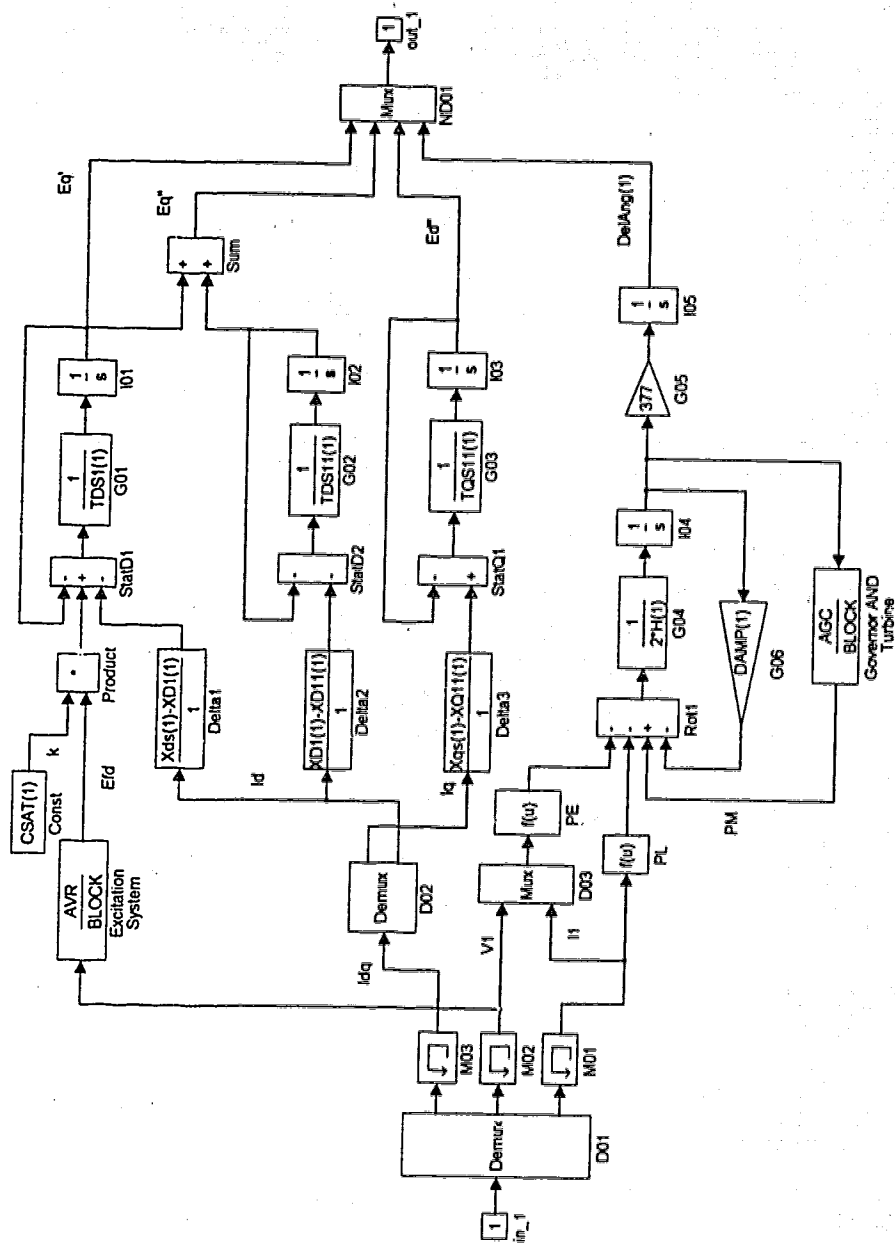 1
in_1
Demux
D01
M03
M02
M01
Idq
V1
I1
AVR
BLOCK
Excitation
System
CSAT(1)
Const
k
Efd
Product
Demux
D02
Id
Iq
Xds(1)-XD1(1)
1
Delta1
XD1(1)-XD11(1)
1
Delta2
Xqs(1)-XQ11(1)
1
Delta3
Mux
D03
f(u)
PE
f(u)
PL
PM
-
+
-
StatD1
-
-
StatD2
-
+
StatQ1
-
-
+
-
Rot1
1
TDS1(1)
G01
1
TDS11(1)
G02
1
TQS11(1)
G03
1
2*H(1)
G04
DAMP(1)
G06
AGC
BLOCK
Governor AND
Turbine
1
s
I01
1
s
I02
1
s
I03
1
s
I04
377
G05
1
s
I05
+
+
Sum
Eq'
Eq"
Ed"
DelAng(1)
Mux
ND01
1
out_1